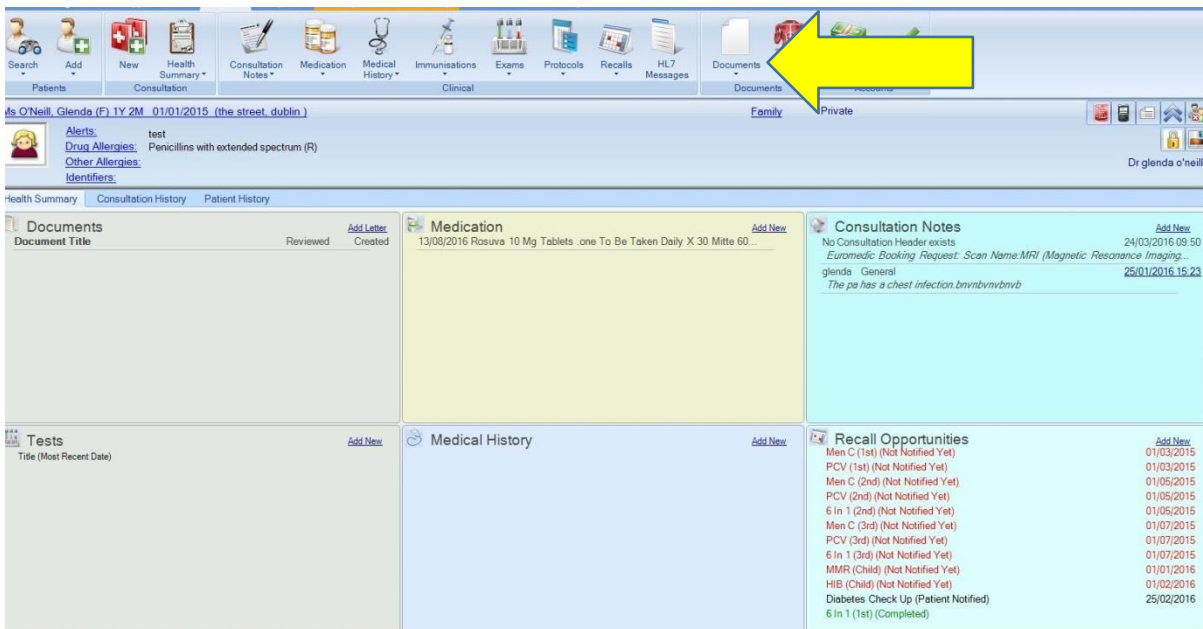 Search Add New Health Summary Consultation Notes Medication Medical History Immunisations Exams Protocols Recalls HL7 Messages Documents
Patients Consultation Clinical Documents
Ms O'Neill, Glenda (F) 1Y 2M 01/01/2015 (the street, dublin ) Family Private
Alerts: test
Drug Allergies: Penicillins with extended spectrum (R)
Other Allergies:
Identifiers:
Dr glenda o'neill
Health Summary Consultation History Patient History
Documents Add Letter
Document Title Reviewed Created
Medication Add New
13/08/2016 Rosuva 10 Mg Tablets .one To Be Taken Daily X 30 Mitte 60...
Consultation Notes Add New
No Consultation Header exists 24/03/2016 09:50
Euromedic Booking Request: Scan Name:MRI (Magnetic Resonance Imaging...
glenda General 25/01/2016 15:23
The pa has a chest infection.bnvnbvnvbnvb
Tests Add New
Title (Most Recent Date)
Medical History Add New
Recall Opportunities Add New
Men C (1st) (Not Notified Yet) 01/03/2015
PCV (1st) (Not Notified Yet) 01/03/2015
Men C (2nd) (Not Notified Yet) 01/05/2015
PCV (2nd) (Not Notified Yet) 01/05/2015
6 In 1 (2nd) (Not Notified Yet) 01/05/2015
Men C (3rd) (Not Notified Yet) 01/07/2015
PCV (3rd) (Not Notified Yet) 01/07/2015
6 In 1 (3rd) (Not Notified Yet) 01/07/2015
MMR (Child) (Not Notified Yet) 01/01/2016
HIB (Child) (Not Notified Yet) 01/02/2016
Diabetes Check Up (Patient Notified) 25/02/2016
6 In 1 (1st) (Completed)